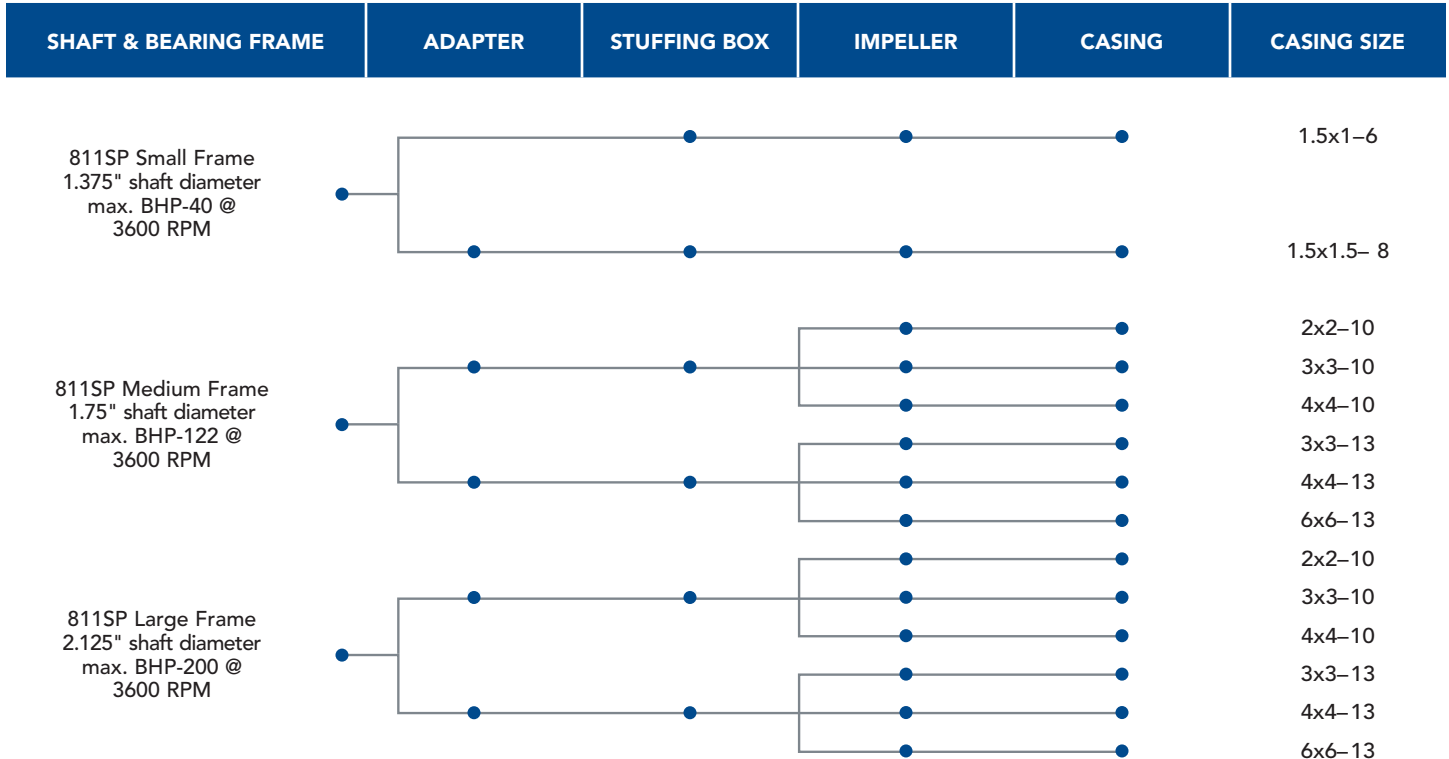 SHAFT & BEARING FRAME
ADAPTER
STUFFING BOX
IMPELLER
CASING
CASING SIZE
811SP Small Frame
1.375" shaft diameter
max. BHP-40 @
3600 RPM
1.5x1–6
1.5x1.5– 8
811SP Medium Frame
1.75" shaft diameter
max. BHP-122 @
3600 RPM
2x2–10
3x3–10
4x4–10
3x3–13
4x4–13
6x6–13
811SP Large Frame
2.125" shaft diameter
max. BHP-200 @
3600 RPM
2x2–10
3x3–10
4x4–10
3x3–13
4x4–13
6x6–13